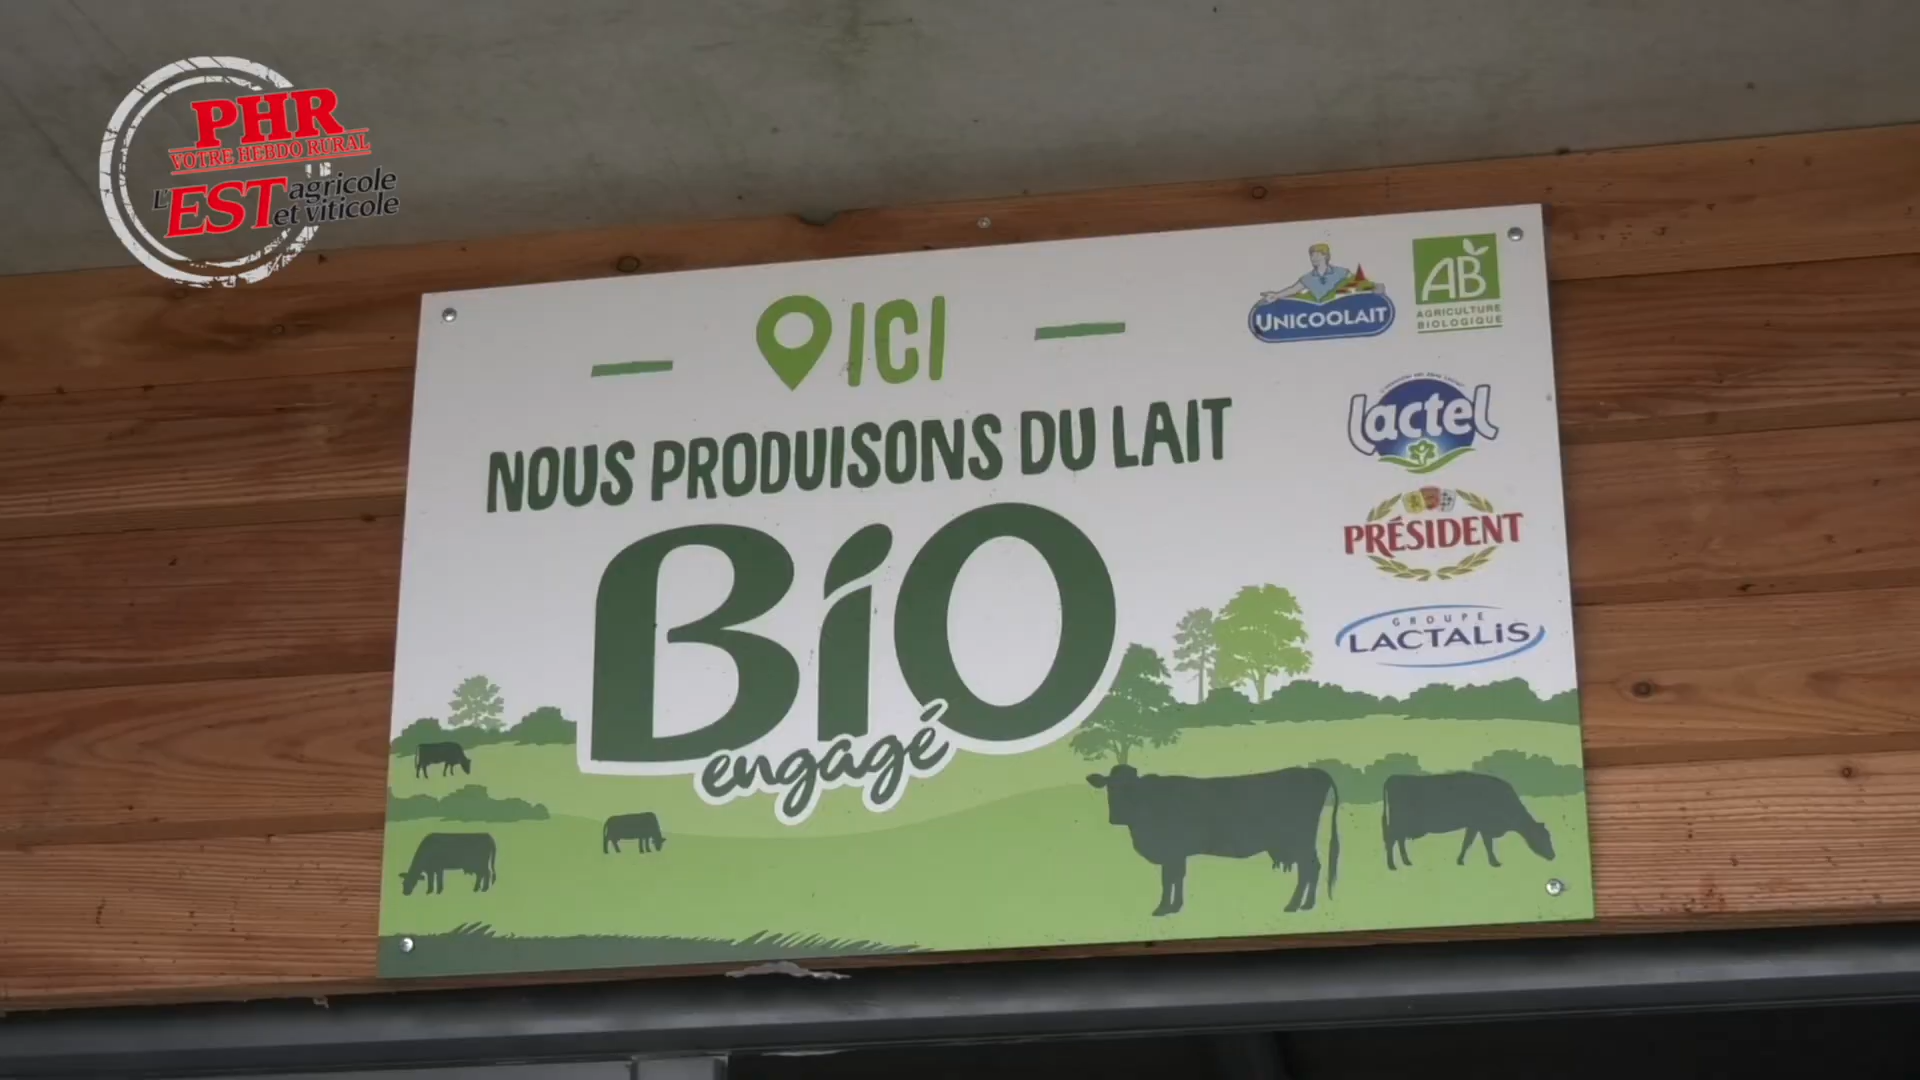 PHR
VOTRE HEBDO RURAL
L'EST agricole
et viticole
ICI
NOUS PRODUISONS DU LAIT
BiO
engagé
UNICOOLAIT
AB
AGRICULTURE
BIOLOGIQUE
lactel
PRÉSIDENT
GROUPE
LACTALiS